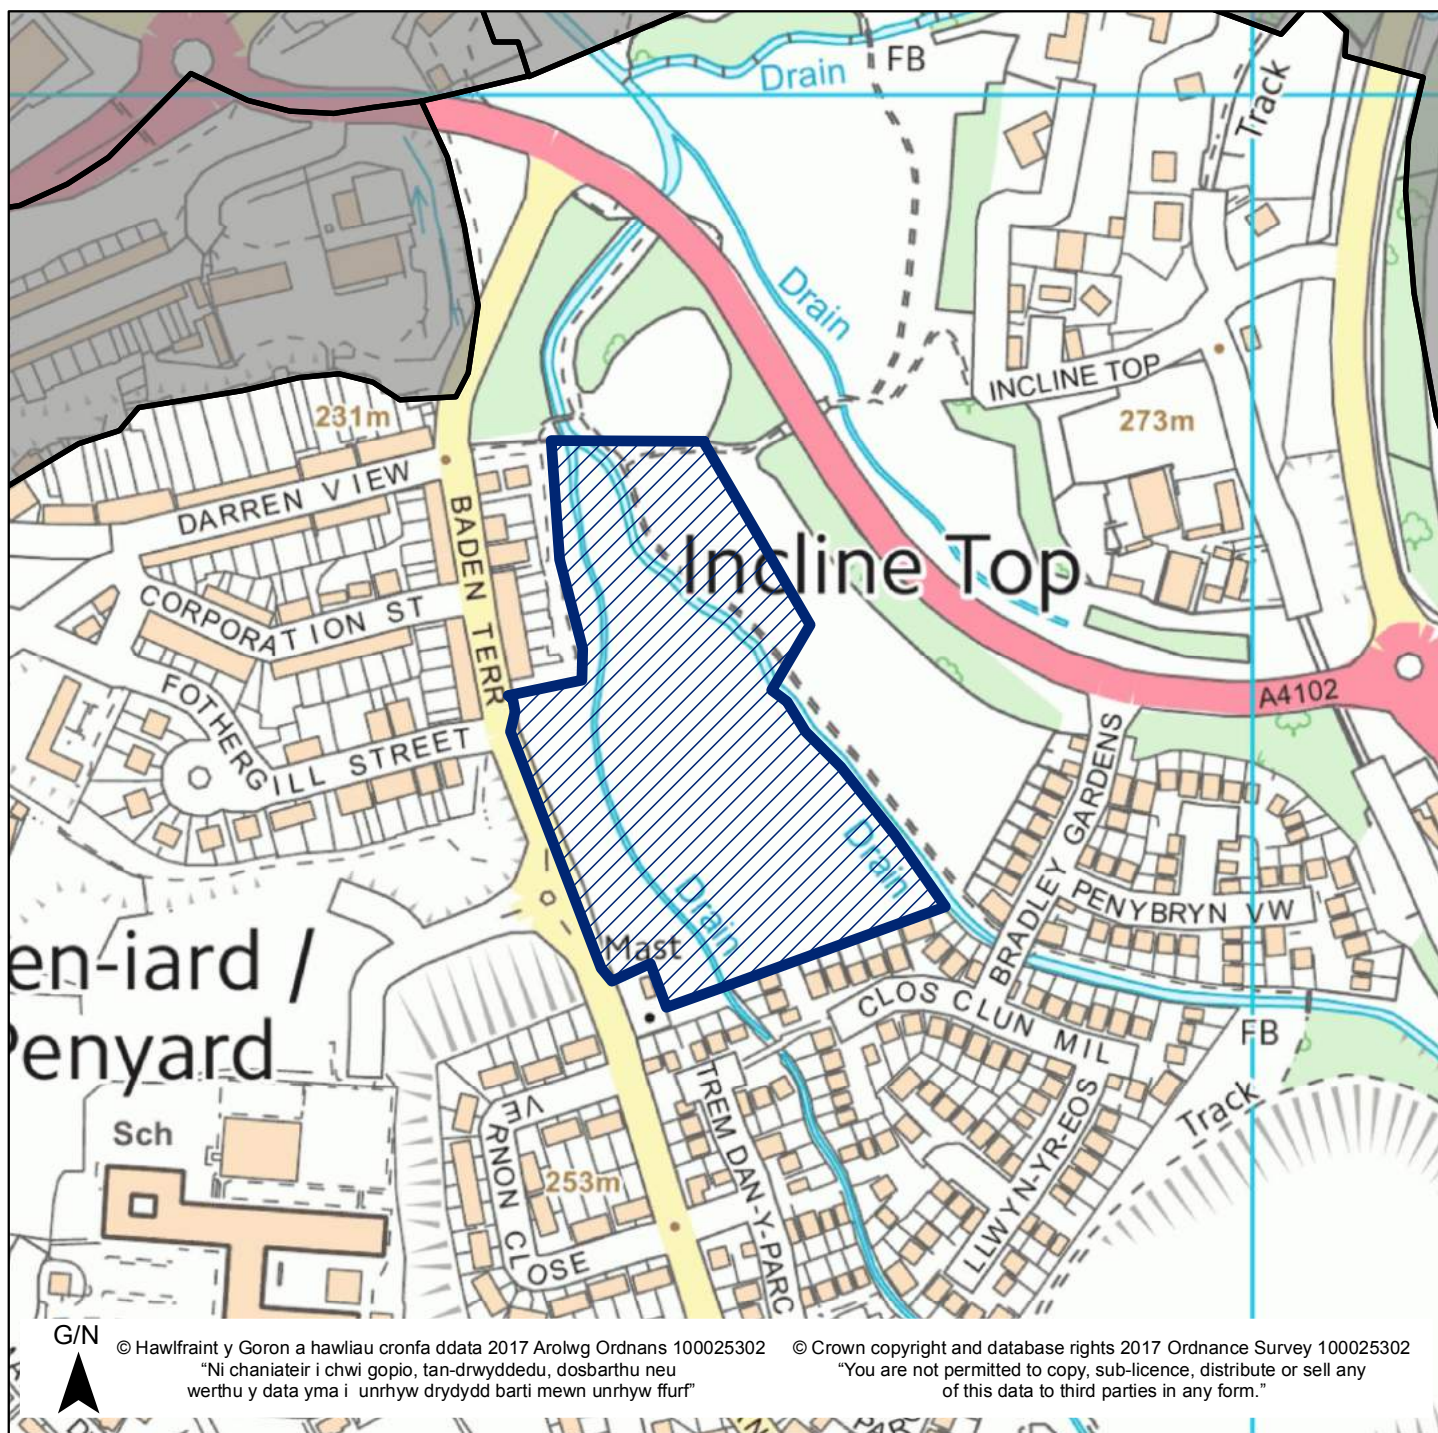 Drain
FB
Track
Drain
INCLINE TOP
231m
273m
DARREN VIEW
BADEN TERR
Incline Top
CORPORATION ST
FOTHERGILL STREET
A4102
BRADLEY GARDENS
Drain
PENYBRYN VW
Drain
Mast
en-iard /
Penyard
CLOS CLUN MIL
FB
Track
Sch
VERNON CLOSE
TREM DAN-Y-PARC
LLWYN-YR-EOS
253m
G/N
© Hawlfraint y Goron a hawliau cronfa ddata 2017 Arolwg Ordnans 100025302
“Ni chaniateir i chwi gopio, tan-drwyddedu, dosbarthu neu
werthu y data yma i unrhyw drydydd barti mewn unrhyw ffurf”
© Crown copyright and database rights 2017 Ordnance Survey 100025302
“You are not permitted to copy, sub-licence, distribute or sell any
of this data to third parties in any form.”